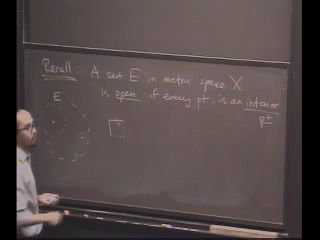 Recall: A set E in metric space X
is open if every pt. is an interior
pt
E